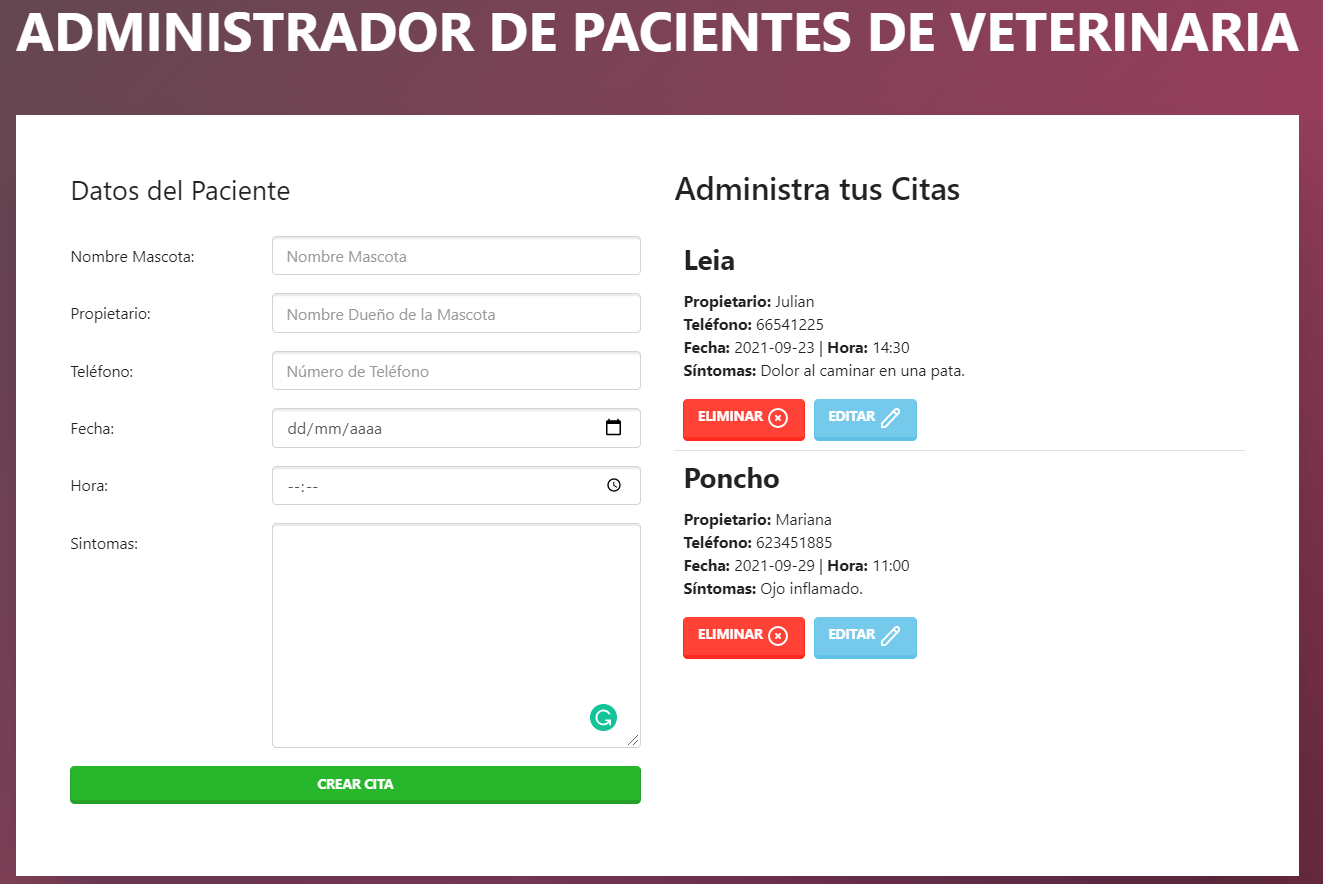 ADMINISTRADOR DE PACIENTES DE VETERINARIA
Datos del Paciente
Nombre Mascota:
Nombre Mascota
Propietario:
Nombre Dueño de la Mascota
Teléfono:
Número de Teléfono
Fecha:
dd/mm/aaaa
Hora:
--:--
Sintomas:
CREAR CITA
Administra tus Citas
Leia
Propietario: Julian
Teléfono: 66541225
Fecha: 2021-09-23 | Hora: 14:30
Síntomas: Dolor al caminar en una pata.
ELIMINAR
EDITAR
Poncho
Propietario: Mariana
Teléfono: 623451885
Fecha: 2021-09-29 | Hora: 11:00
Síntomas: Ojo inflamado.
ELIMINAR
EDITAR